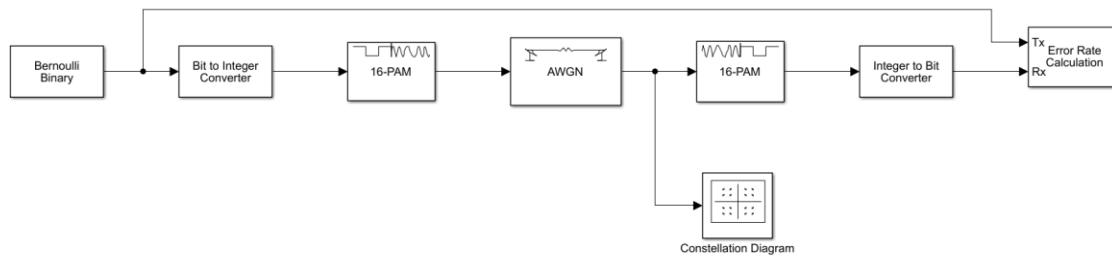 Bernoulli
Binary
Bit to Integer
Converter
16-PAM
AWGN
16-PAM
Integer to Bit
Converter
Tx
Rx
Error Rate
Calculation
Constellation Diagram